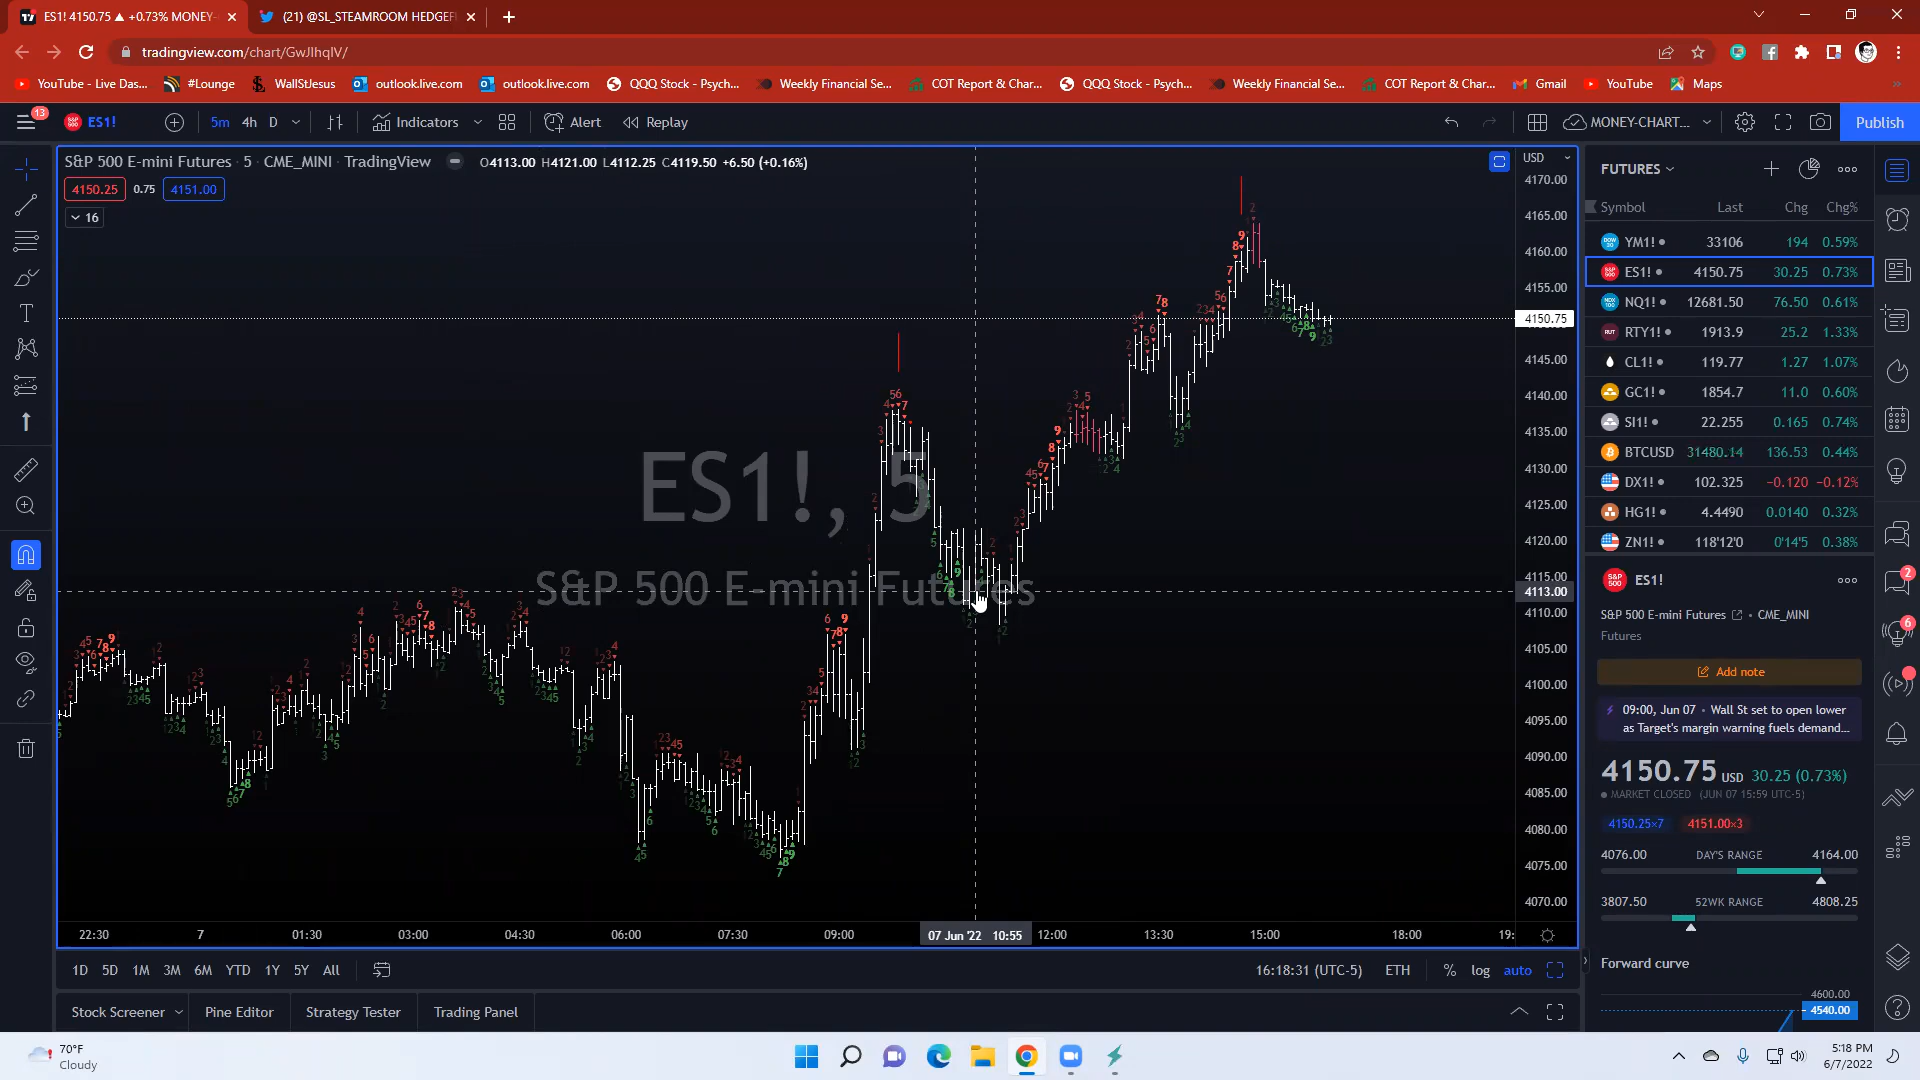 ES1! 4150.75 ▲ +0.73% MONEY-
(21) @SL_STEAMROOM HEDGEF
tradingview.com/chart/GwJIhqIV/
YouTube - Live Das...
#Lounge
WallStJesus
outlook.live.com
outlook.live.com
QQQ Stock - Psych...
Weekly Financial Se...
COT Report & Char...
QQQ Stock - Psych...
Weekly Financial Se...
COT Report & Char...
Gmail
YouTube
Maps
13
ES1!
5m 4h D
Indicators
Alert
Replay
MONEY-CHART...
Publish
S&P 500 E-mini Futures · 5 · CME_MINI · TradingView
O4113.00 H4121.00 L4112.25 C4119.50 +6.50 (+0.16%)
4150.25 0.75 4151.00
16
ES1!, 5
S&P 500 E-mini Futures
USD
4170.00
4165.00
4160.00
4155.00
4150.75
4145.00
4140.00
4135.00
4130.00
4125.00
4120.00
4115.00
4113.00
4110.00
4105.00
4100.00
4095.00
4090.00
4085.00
4080.00
4075.00
4070.00
22:30 7 01:30 03:00 04:30 06:00 07:30 09:00 07 Jun '22 10:55 12:00 13:30 15:00 18:00 19:
1D 5D 1M 3M 6M YTD 1Y 5Y All
16:18:31 (UTC-5) ETH % log auto
Stock Screener Pine Editor Strategy Tester Trading Panel
FUTURES
Symbol Last Chg Chg%
YM1! 33106 194 0.59%
ES1! 4150.75 30.25 0.73%
NQ1! 12681.50 76.50 0.61%
RTY1! 1913.9 25.2 1.33%
CL1! 119.77 1.27 1.07%
GC1! 1854.7 11.0 0.60%
SI1! 22.255 0.165 0.74%
BTCUSD 31480.14 136.53 0.44%
DX1! 102.325 −0.120 −0.12%
HG1! 4.4490 0.0140 0.32%
ZN1! 118'12'0 0'14'5 0.38%
ES1!
S&P 500 E-mini Futures · CME_MINI
Futures
Add note
09:00, Jun 07 · Wall St set to open lower
as Target's margin warning fuels demand...
4150.75 USD 30.25 (0.73%)
MARKET CLOSED (JUN 07 15:59 UTC-5)
4150.25×7 4151.00×3
4076.00 DAY'S RANGE 4164.00
3807.50 52WK RANGE 4808.25
Forward curve
4600.00
4540.00
2
6
70°F
Cloudy
5:18 PM
6/7/2022